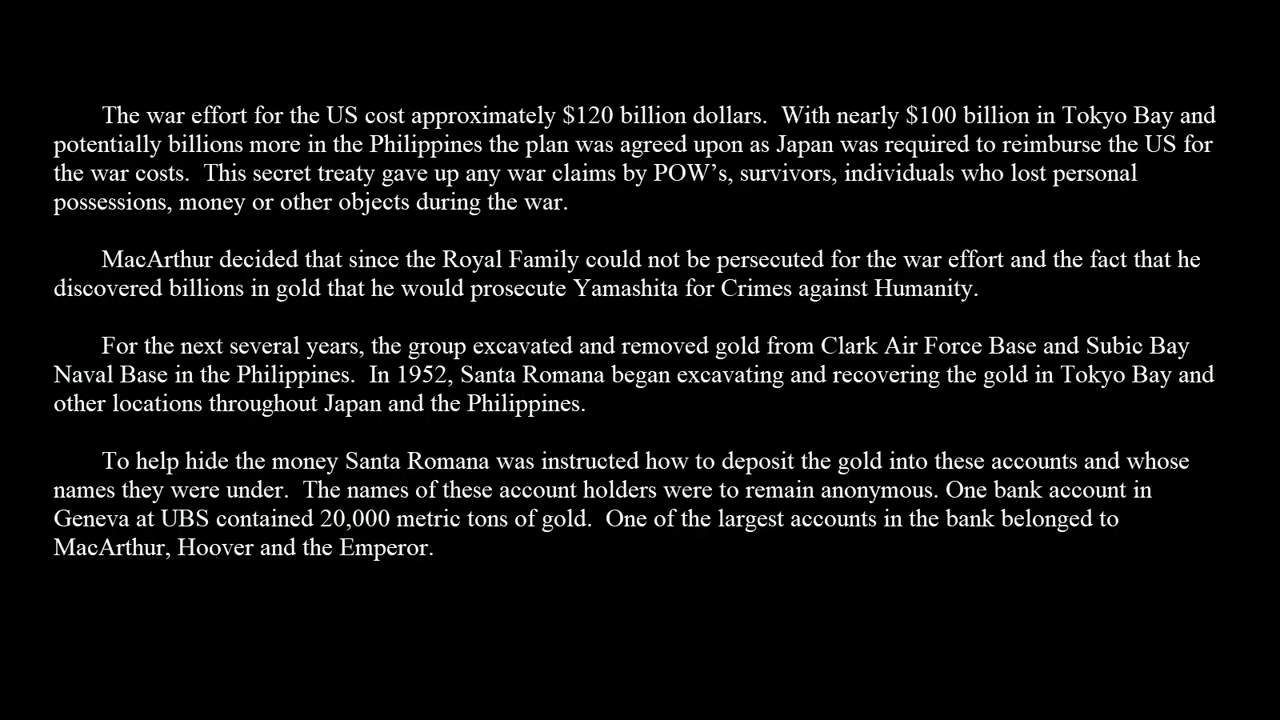 The war effort for the US cost approximately $120 billion dollars.  With nearly $100 billion in Tokyo Bay and
potentially billions more in the Philippines the plan was agreed upon as Japan was required to reimburse the US for
the war costs.  This secret treaty gave up any war claims by POW’s, survivors, individuals who lost personal
possessions, money or other objects during the war.
MacArthur decided that since the Royal Family could not be persecuted for the war effort and the fact that he
discovered billions in gold that he would prosecute Yamashita for Crimes against Humanity.
For the next several years, the group excavated and removed gold from Clark Air Force Base and Subic Bay
Naval Base in the Philippines.  In 1952, Santa Romana began excavating and recovering the gold in Tokyo Bay and
other locations throughout Japan and the Philippines.
To help hide the money Santa Romana was instructed how to deposit the gold into these accounts and whose
names they were under.  The names of these account holders were to remain anonymous. One bank account in
Geneva at UBS contained 20,000 metric tons of gold.  One of the largest accounts in the bank belonged to
MacArthur, Hoover and the Emperor.